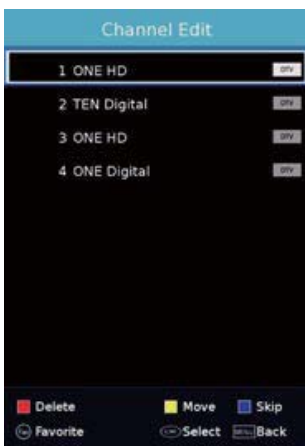 Channel Edit
1 ONE HD DTV
2 TEN Digital DTV
3 ONE HD DTV
4 ONE Digital DTV
Delete Move Skip
Favorite Select Back